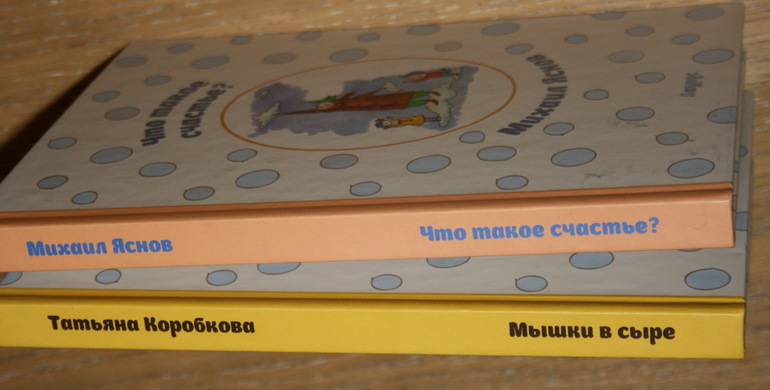 Что такое
счастье?
Михаил Яснов
Михаил Яснов
Что такое счастье?
Татьяна Коробкова
Мышки в сыре